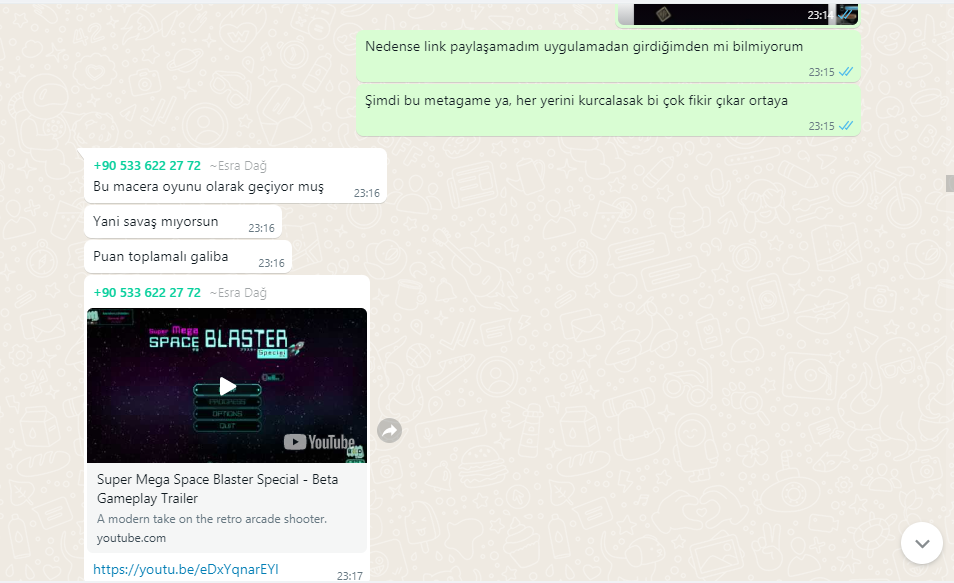 23:14
Nedense link paylaşamadım uygulamadan girdiğimden mi bilmiyorum
23:15
Şimdi bu metagame ya, her yerini kurcalasak bi çok fikir çıkar ortaya
23:15
+90 533 622 27 72 ~Esra Dağ
Bu macera oyunu olarak geçiyor muş
23:16
Yani savaş mıyorsun
23:16
Puan toplamalı galiba
23:16
+90 533 622 27 72 ~Esra Dağ
Super Mega
SPACE BLASTER
Special
PROGRESS
OPTIONS
QUIT
YouTube
Super Mega Space Blaster Special - Beta
Gameplay Trailer
A modern take on the retro arcade shooter.
youtube.com
https://youtu.be/eDxYqnarEYI
23:17